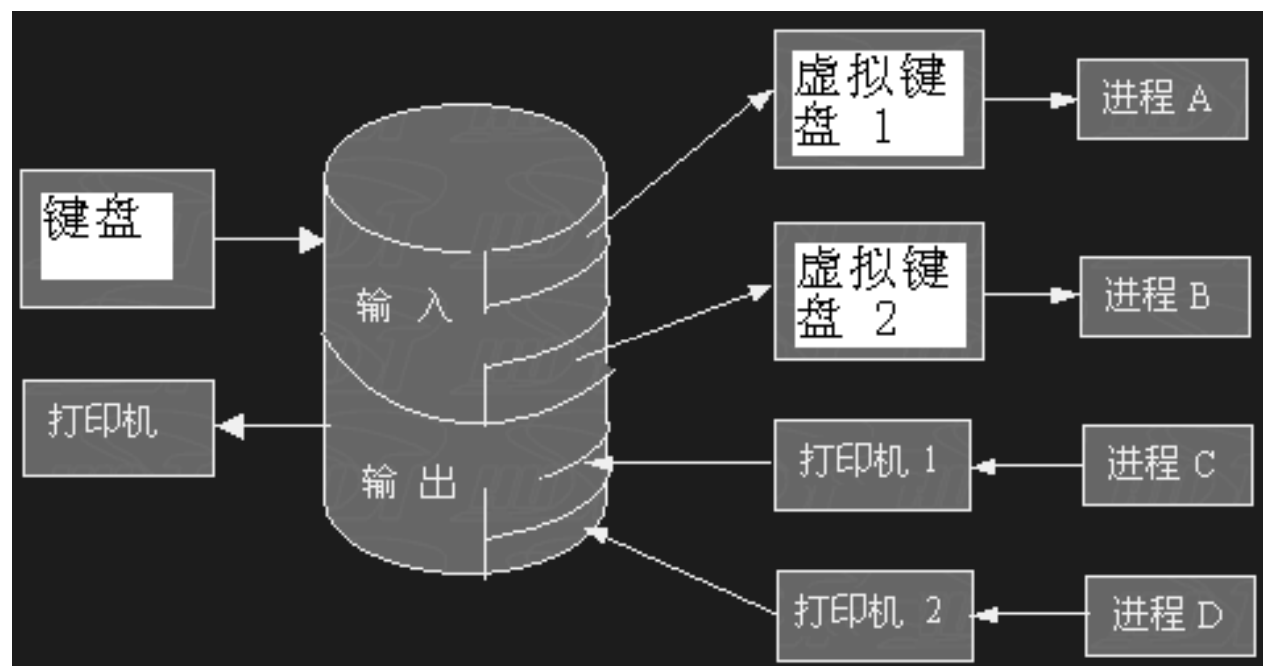 键盘
打印机
输 入
输 出
虚拟键
盘 1
虚拟键
盘 2
打印机 1
打印机 2
进程 A
进程 B
进程 C
进程 D